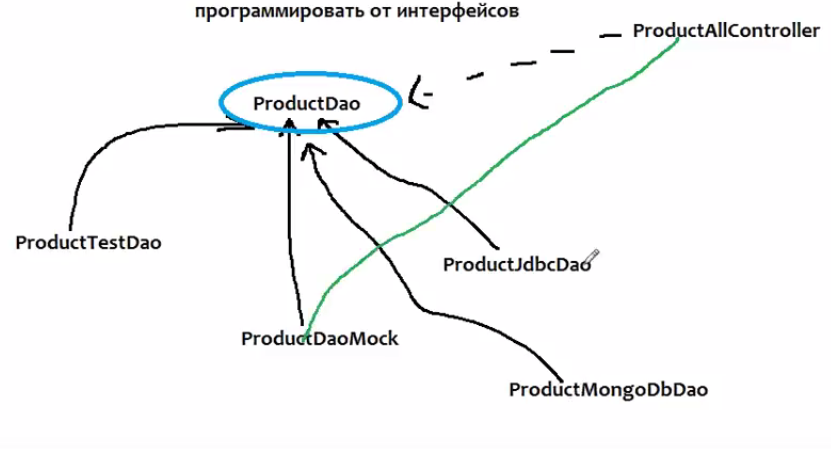 программировать от интерфейсов
ProductAllController
ProductDao
ProductTestDao
ProductJdbcDao
ProductDaoMock
ProductMongoDbDao